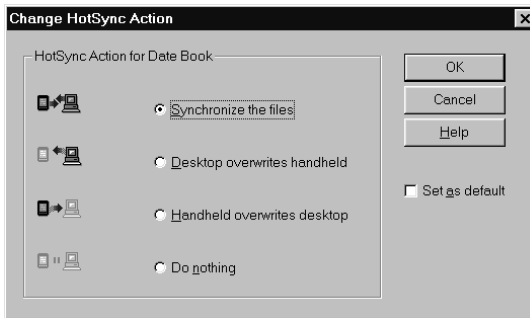 Change HotSync Action
HotSync Action for Date Book
Synchronize the files
Desktop overwrites handheld
Handheld overwrites desktop
Do nothing
OK
Cancel
Help
Set as default